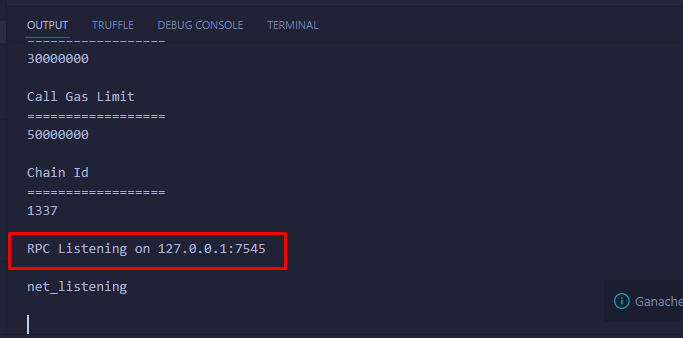 OUTPUT TRUFFLE DEBUG CONSOLE TERMINAL
==================
30000000
Call Gas Limit
==================
50000000
Chain Id
==================
1337
RPC Listening on 127.0.0.1:7545
net_listening
Ganache